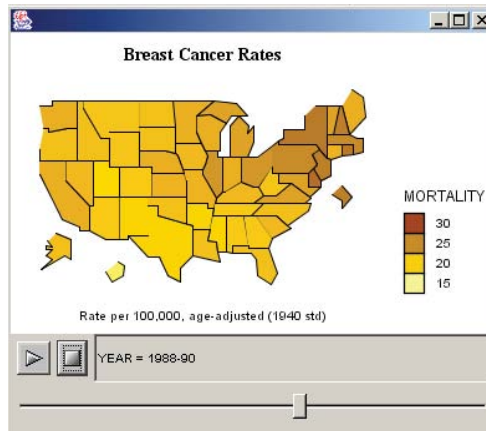 Breast Cancer Rates
MORTALITY
30
25
20
15
Rate per 100,000, age-adjusted (1940 std)
YEAR = 1988-90